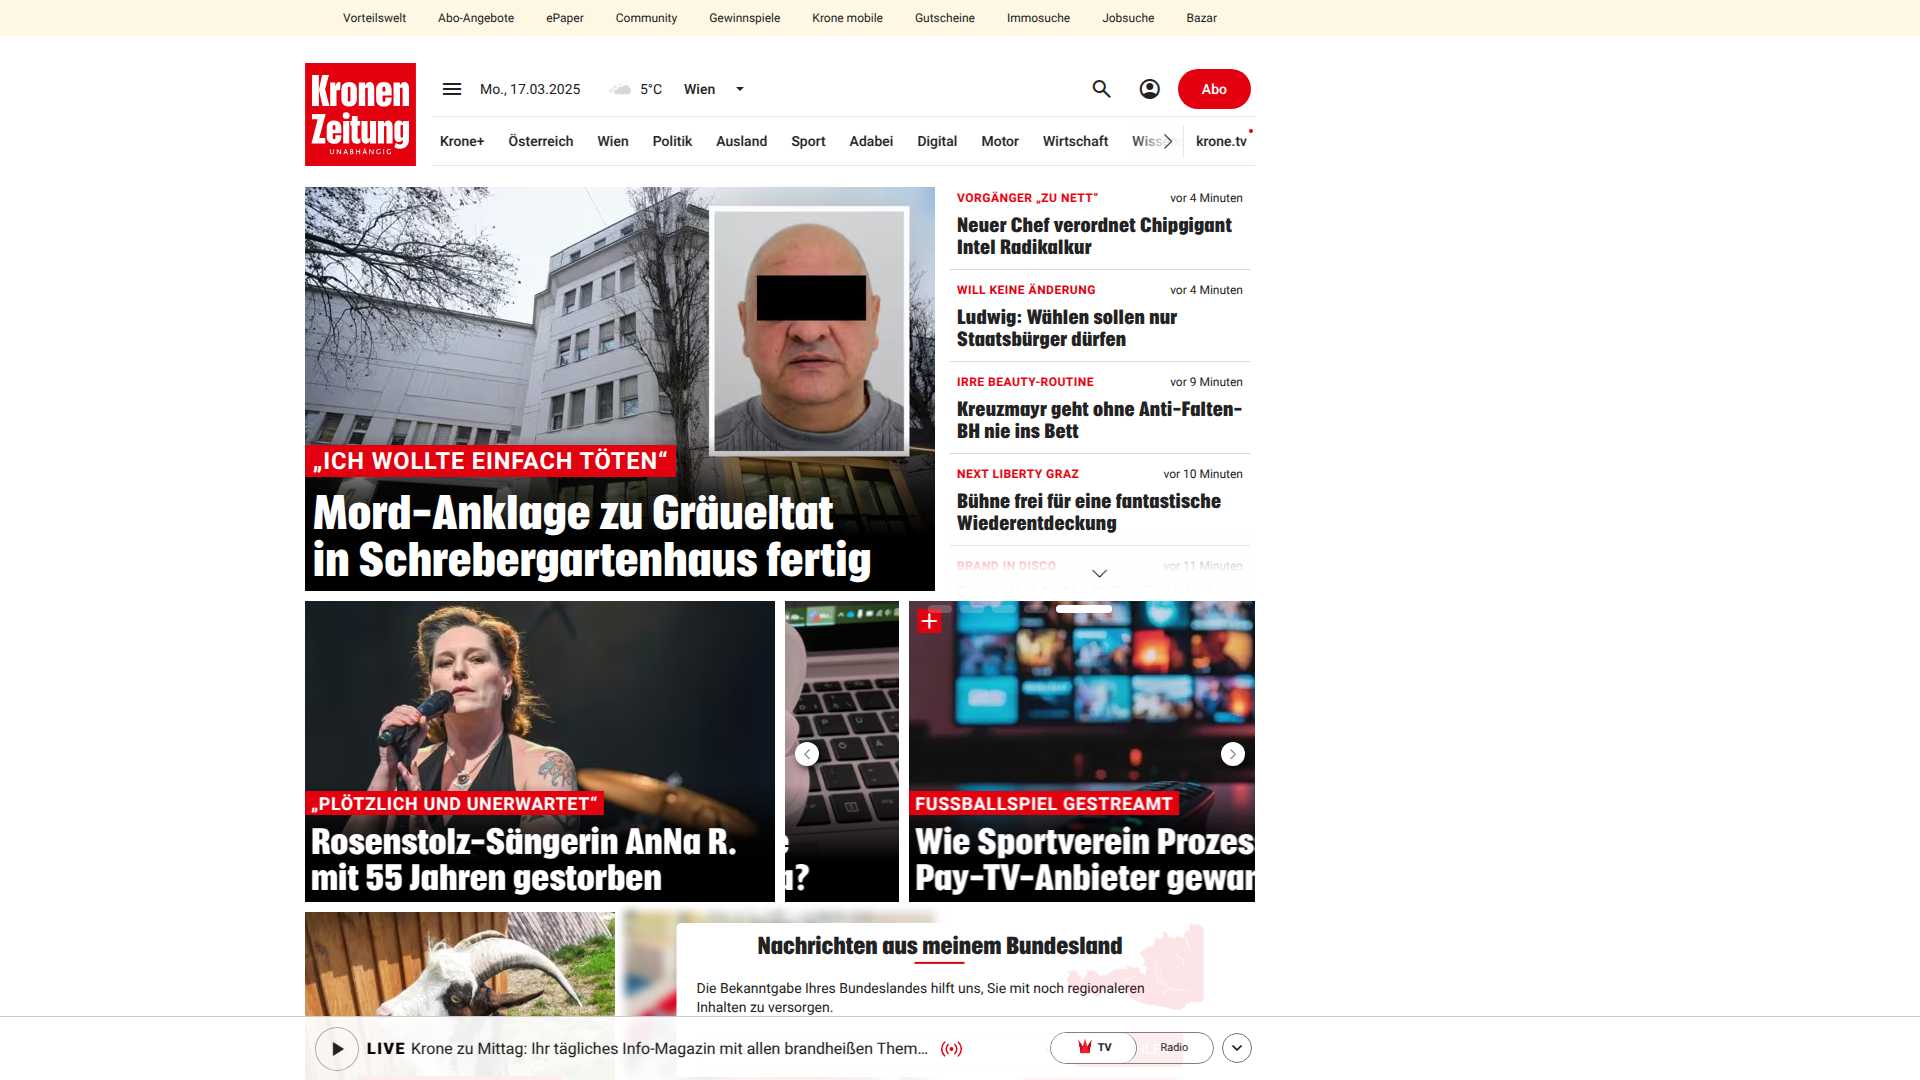 Vorteilswelt Abo-Angebote ePaper Community Gewinnspiele Krone mobile Gutscheine Immosuche Jobsuche Bazar
Kronen
Zeitung
UNABHÄNGIG
Mo., 17.03.2025 5°C Wien
Abo
Krone+ Österreich Wien Politik Ausland Sport Adabei Digital Motor Wirtschaft krone.tv
„ICH WOLLTE EINFACH TÖTEN“
Mord-Anklage zu Gräueltat
in Schrebergartenhaus fertig
VORGÄNGER „ZU NETT“ vor 4 Minuten
Neuer Chef verordnet Chipgigant
Intel Radikalkur
WILL KEINE ÄNDERUNG vor 4 Minuten
Ludwig: Wählen sollen nur
Staatsbürger dürfen
IRRE BEAUTY-ROUTINE vor 9 Minuten
Kreuzmayr geht ohne Anti-Falten-
BH nie ins Bett
NEXT LIBERTY GRAZ vor 10 Minuten
Bühne frei für eine fantastische
Wiederentdeckung
BRAND IN DISCO vor 11 Minuten
„PLÖTZLICH UND UNERWARTET“
Rosenstolz-Sängerin AnNa R.
mit 55 Jahren gestorben
FUSSBALLSPIEL GESTREAMT
Wie Sportverein Prozes
Pay-TV-Anbieter gewan
Nachrichten aus meinem Bundesland
Die Bekanntgabe Ihres Bundeslandes hilft uns, Sie mit noch regionaleren
Inhalten zu versorgen.
LIVE Krone zu Mittag: Ihr tägliches Info-Magazin mit allen brandheißen Them...
TV Radio